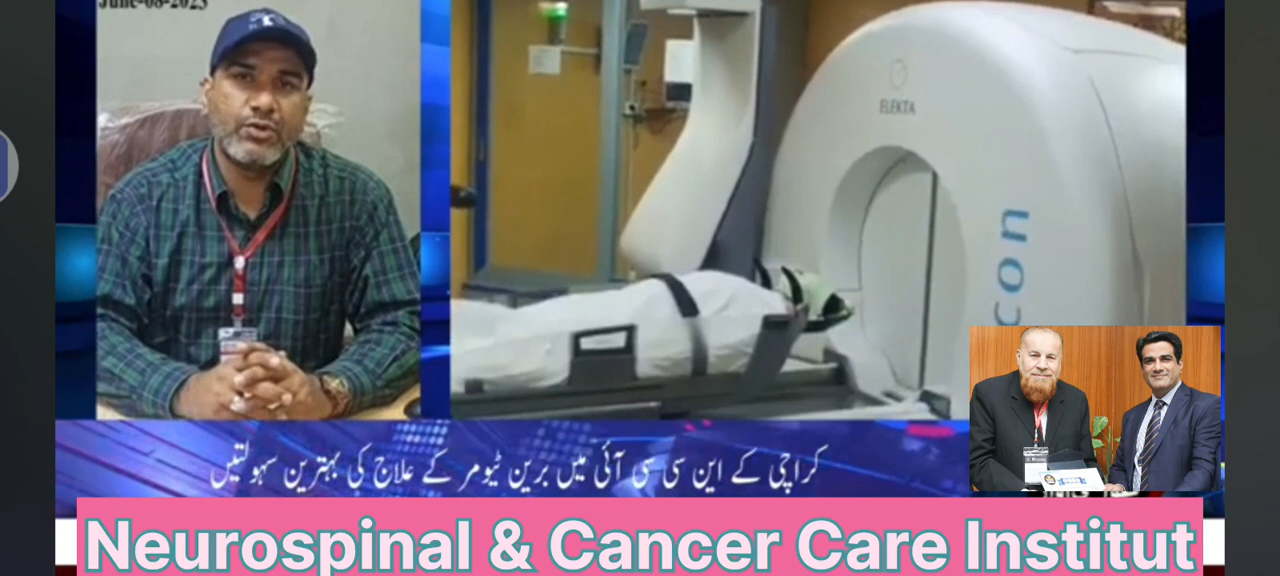 June-08-2023
ELEKTA
con
کراچی کے این سی سی آئی میں برین ٹیومر کے علاج کی بہترین سہولتیں
Neurospinal & Cancer Care Institut